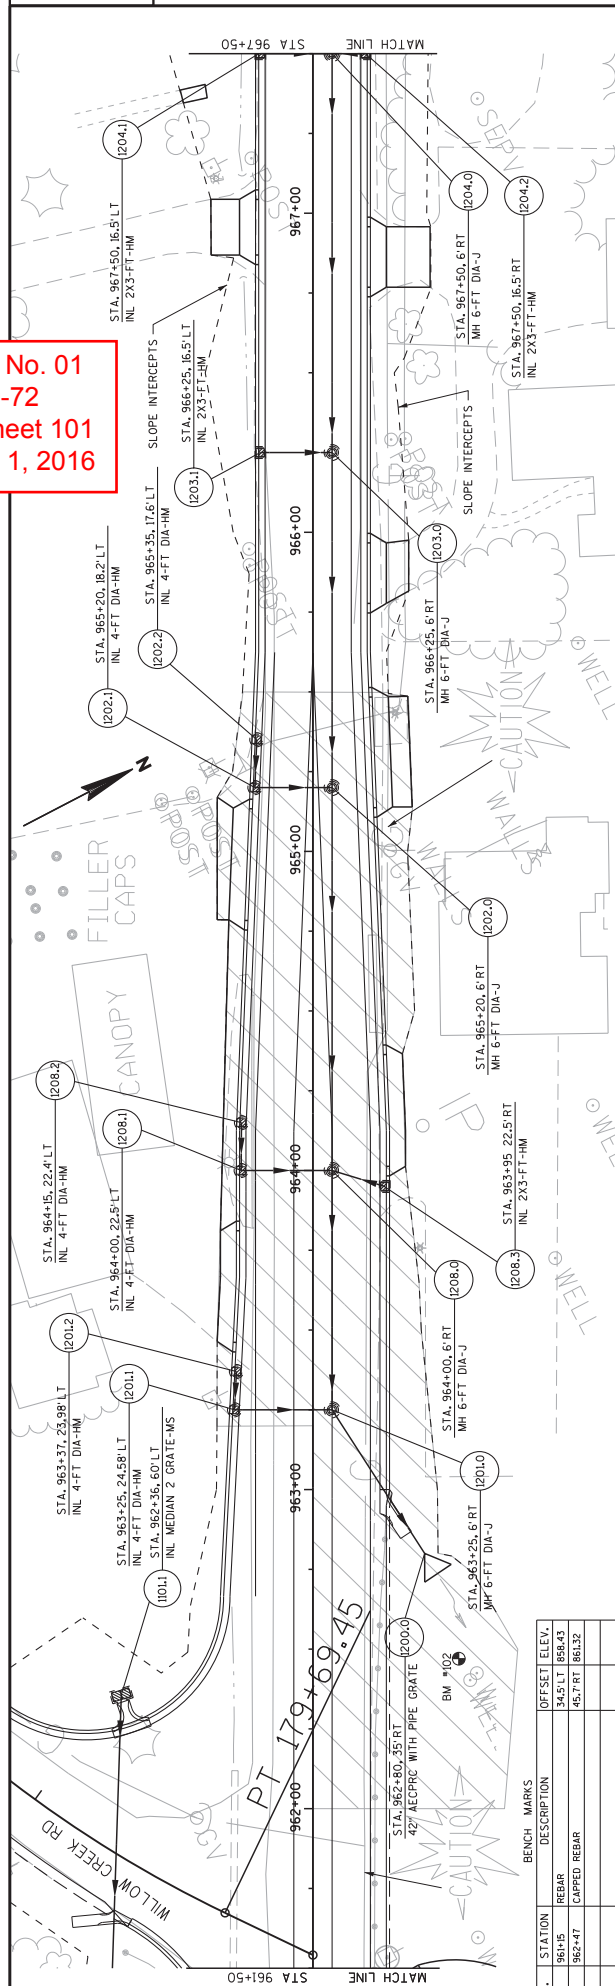 MATCH LINE   STA 967+50
1204.1
STA. 967+50, 16.5' LT
INL 2X3-FT-HM
1204.0
STA. 967+50, 6' RT
MH 6-FT DIA-J
1204.2
STA. 967+50, 16.5' RT
INL 2X3-FT-HM
967+00
No. 01
-72
neet 101
1, 2016
SLOPE INTERCEPTS
1203.1
STA. 966+25, 16.5' LT
INL 2X3-FT-HM
SLOPE INTERCEPTS
POST
966+00
1203.0
STA. 966+25, 6' RT
MH 6-FT DIA-J
1202.2
STA. 965+35, 17.6' LT
INL 4-FT DIA-HM
1202.1
STA. 965+20, 18.2' LT
INL 4-FT DIA-HM
POST
N
WELL
CAUTION
POST
POST
WALL
WALLS
965+00
FILLER
CAPS
CANOPY
1202.0
STA. 965+20, 6' RT
MH 6-FT DIA-J
1208.2
STA. 964+15, 22.4' LT
INL 4-FT DIA-HM
1208.1
STA. 964+00, 22.5' LT
INL 4-FT DIA-HM
964+00
IP
WELL
1208.3
STA. 963+95 22.5' RT
INL 2X3-FT-HM
WELL
1208.0
STA. 964+00, 6' RT
MH 6-FT DIA-J
1201.2
STA. 963+37, 23.98' LT
INL 4-FT DIA-HM
1201.1
STA. 963+25, 24.58' LT
INL 4-FT DIA-HM
1101.1
STA. 962+36, 60' LT
INL MEDIAN 2 GRATE-MS
963+00
1201.0
STA. 963+25, 6' RT
MH 6-FT DIA-J
1200.0
STA. 962+80, 35' RT
42" AECPRC WITH PIPE GRATE
BM #102
WELL
PT 179+69.45
962+00
WILLOW CREEK RD
CAUTION
MATCH LINE   STA 961+50
BENCH MARKS
STATION DESCRIPTION OFFSET ELEV.
961+15 REBAR 34.5' LT 858.43
962+47 CAPPED REBAR 45.7' RT 861.32